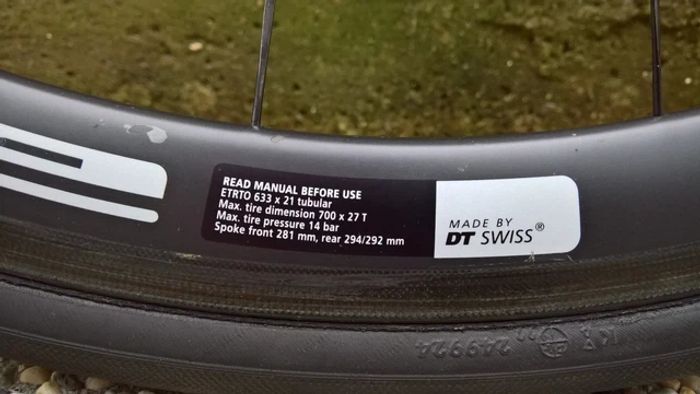 READ MANUAL BEFORE USE
ETRTO 633 x 21 tubular
Max. tire dimension 700 x 27 T
Max. tire pressure 14 bar
Spoke front 281 mm, rear 294/292 mm
MADE BY
DT SWISS®
249924